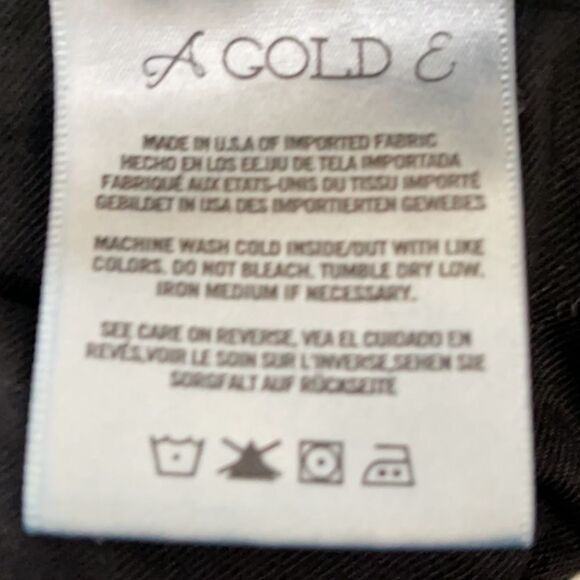 A GOLD E
MADE IN U.S.A OF IMPORTED FABRIC
HECHO EN LOS EE.UU DE TELA IMPORTADA
FABRIQUÉ AUX ETATS-UNIS DU TISSU IMPORTÉ
GEBILDET IN USA DES IMPORTIERTEN GEWEBES
MACHINE WASH COLD INSIDE/OUT WITH LIKE
COLORS. DO NOT BLEACH. TUMBLE DRY LOW.
IRON MEDIUM IF NECESSARY.
SEE CARE ON REVERSE, VEA EL CUIDADO EN
REVÉS,VOIR LE SOIN SUR L'INVERSE,SEHEN SIE
SORGFALT AUF RÜCKSEITE